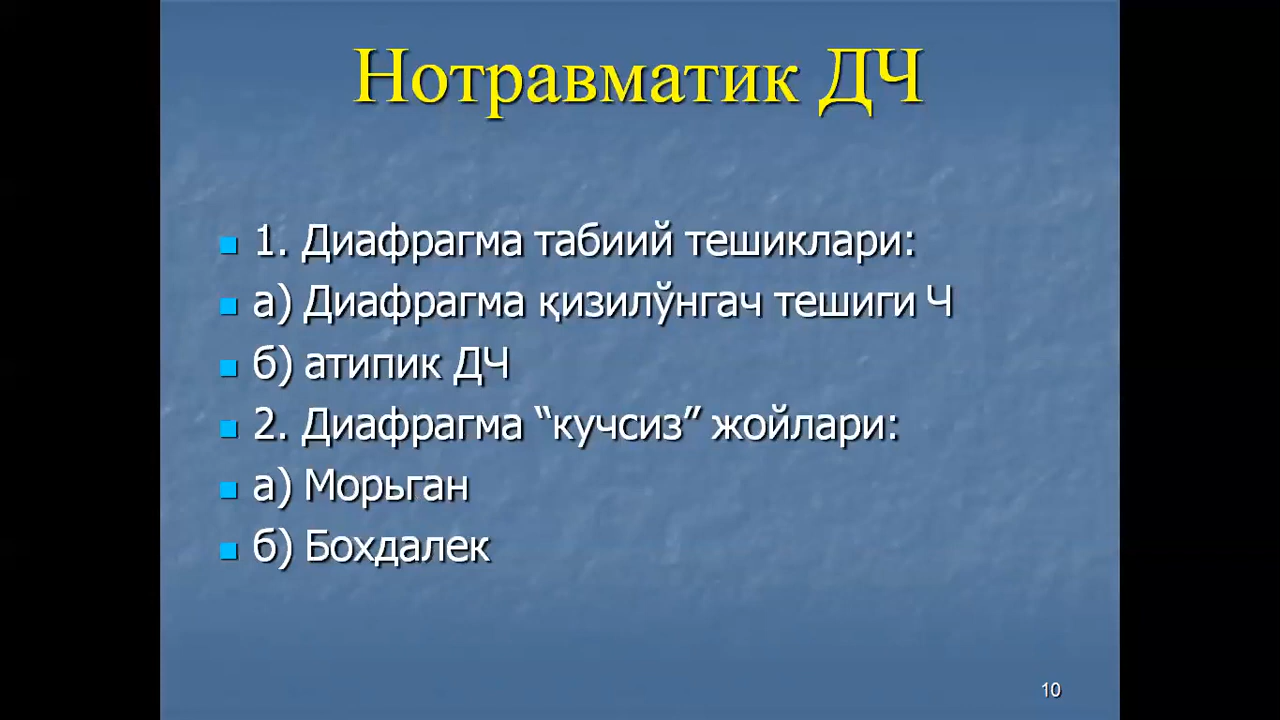 Нотравматик ДЧ
1. Диафрагма табиий тешиклари:
а) Диафрагма қизилўнгач тешиги Ч
б) атипик ДЧ
2. Диафрагма “кучсиз” жойлари:
а) Морьган
б) Бохдалек
10